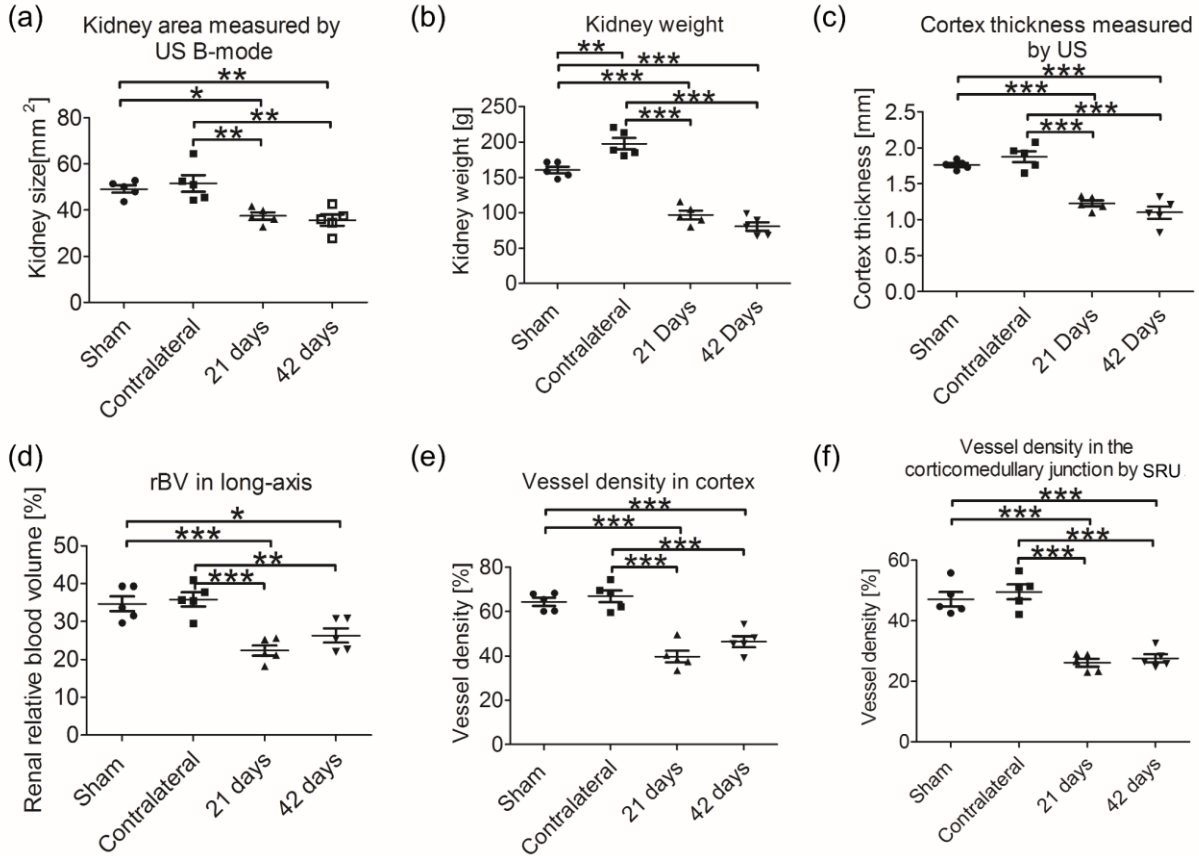 (a)
Kidney area measured by
US B-mode
**
*
**
**
Kidney size[mm 2]
80
60
40
20
0
Sham
Contralateral
21 days
42 days
(b)
Kidney weight
**
***
***
***
***
Kidney weight [g]
250
200
150
100
50
0
Sham
Contralateral
21 Days
42 Days
(c)
Cortex thickness measured
by US
***
***
***
***
Cortex thickness [mm]
2.5
2.0
1.5
1.0
0.5
0.0
Sham
Contralateral
21 Days
42 Days
(d)
rBV in long-axis
*
***
**
***
Renal relative blood volume [%]
50
40
30
20
10
0
Sham
Contralateral
21 days
42 days
(e)
Vessel density in cortex
***
***
***
***
Vessel density [%]
80
60
40
20
0
Sham
Contralateral
21 days
42 days
(f)
Vessel density in the
corticomedullary junction by SRU
***
***
***
***
Vessel density [%]
60
40
20
0
Sham
Contralateral
21 days
42 days